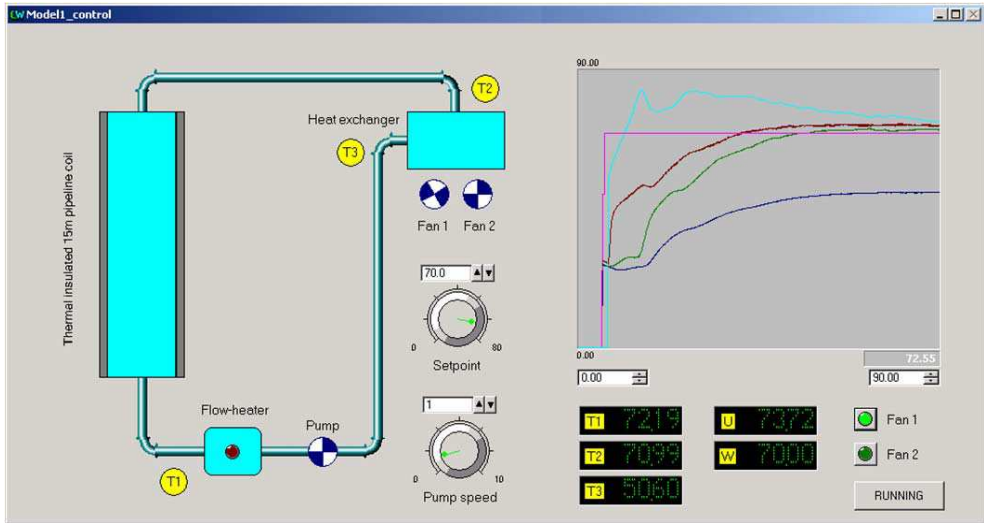 CW Model1_control
90.00
T2
Heat exchanger
T3
Thermal insulated 15m pipeline coil
Fan 1 Fan 2
70.0
0 80
Setpoint
0.00 72.55
0.00 90.00
Flow-heater
Pump
1
0 10
Pump speed
T1
T1 72,19 U 73,72 Fan 1
T2 70,99 W 70,00 Fan 2
T3 50,60
RUNNING